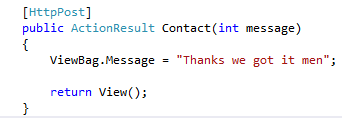 [HttpPost]
public ActionResult Contact(int message)
{
ViewBag.Message = "Thanks we got it men";
return View();
}